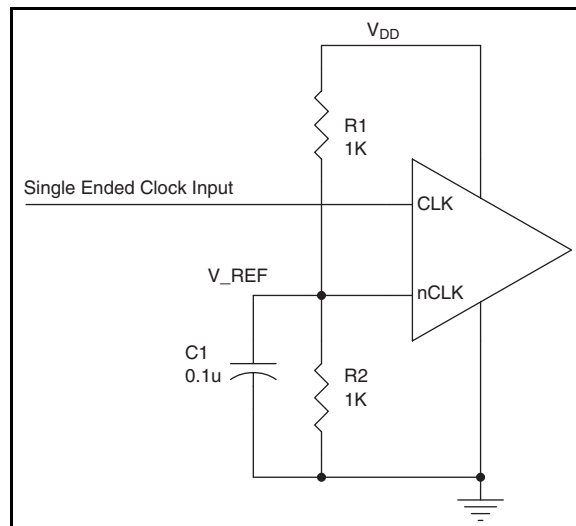 V_DD
R1
1K
Single Ended Clock Input
CLK
V_REF
nCLK
C1
0.1u
R2
1K